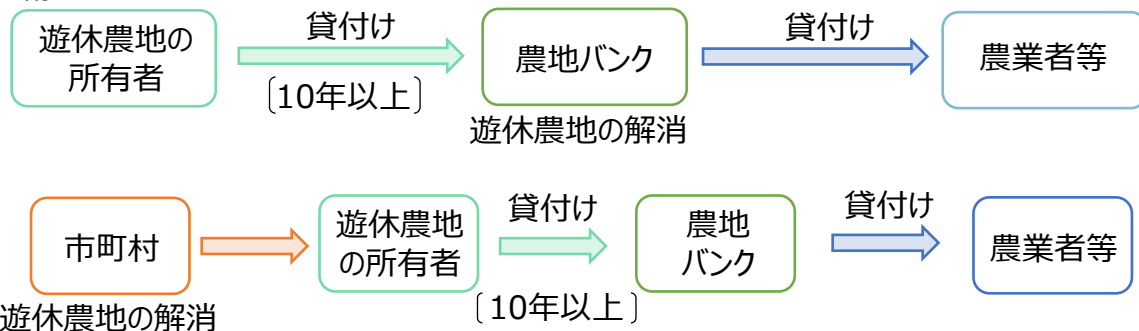 遊休農地の
所有者
貸付け
〔10年以上〕
農地バンク
遊休農地の解消
貸付け
農業者等
市町村
遊休農地の解消
遊休農地
の所有者
貸付け
〔10年以上〕
農地
バンク
貸付け
農業者等